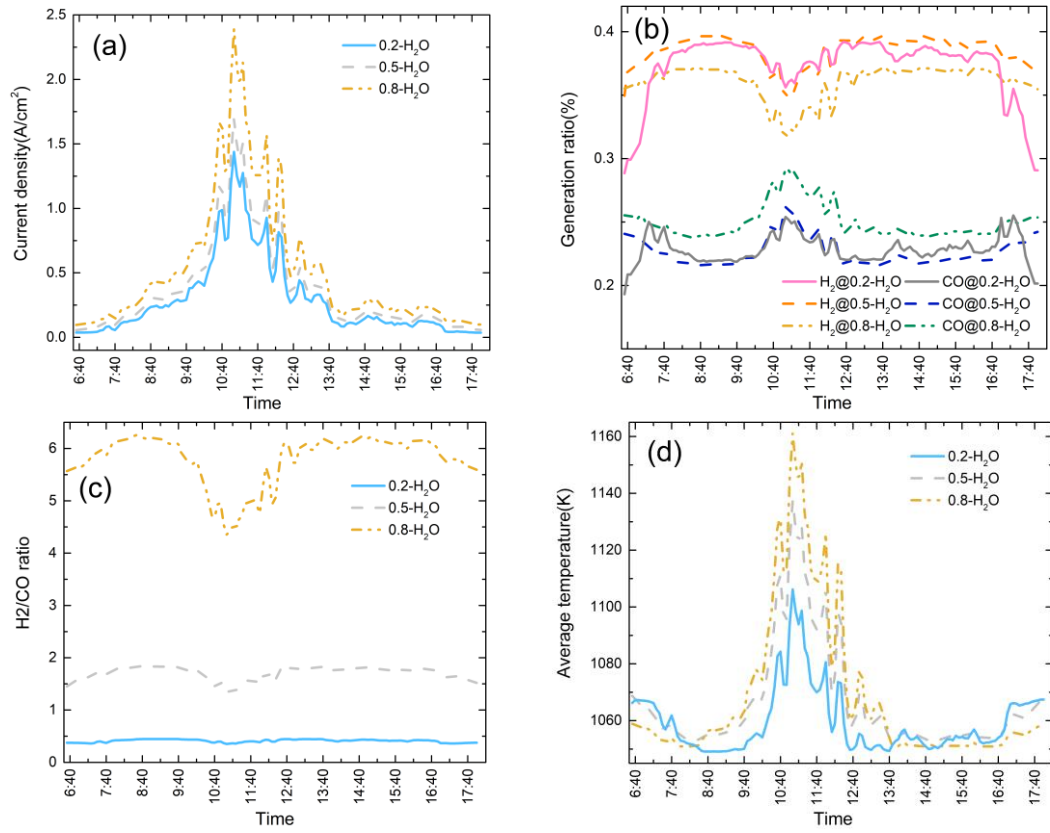 (a)
0.2-H₂O
0.5-H₂O
0.8-H₂O
2.5
2.0
1.5
1.0
0.5
0.0
Current density(A/cm²)
6:40 7:40 8:40 9:40 10:40 11:40 12:40 13:40 14:40 15:40 16:40 17:40
Time
(b)
0.4
0.3
0.2
Generation ratio(%)
H₂@0.2-H₂O CO@0.2-H₂O
H₂@0.5-H₂O CO@0.5-H₂O
H₂@0.8-H₂O CO@0.8-H₂O
6:40 7:40 8:40 9:40 10:40 11:40 12:40 13:40 14:40 15:40 16:40 17:40
Time
(c)
0.2-H₂O
0.5-H₂O
0.8-H₂O
6
5
4
3
2
1
0
H2/CO ratio
6:40 7:40 8:40 9:40 10:40 11:40 12:40 13:40 14:40 15:40 16:40 17:40
Time
(d)
0.2-H₂O
0.5-H₂O
0.8-H₂O
1160
1140
1120
1100
1080
1060
Average temperature(K)
6:40 7:40 8:40 9:40 10:40 11:40 12:40 13:40 14:40 15:40 16:40 17:40
Time